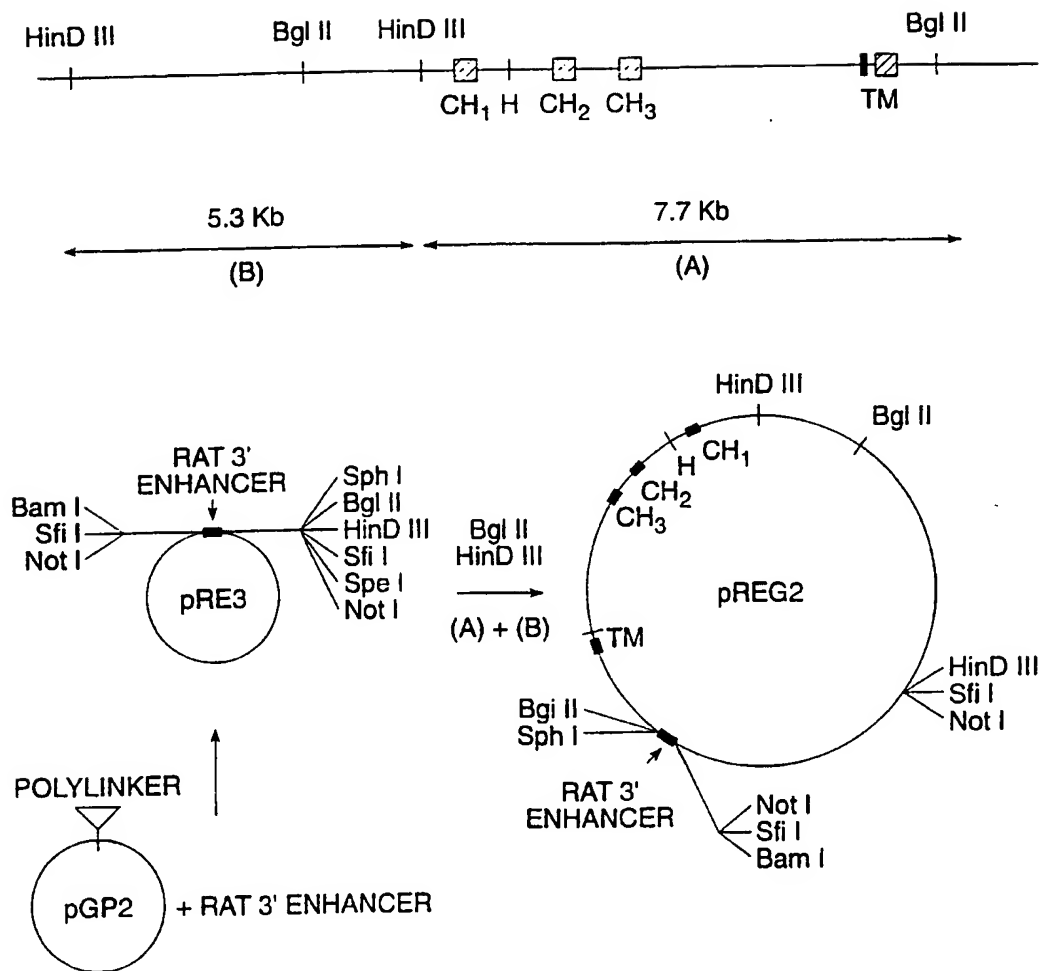 HinD III
Bgl II
HinD III
Bgl II
CH1
H
CH2
CH3
TM
5.3 Kb
(B)
7.7 Kb
(A)
RAT 3'
ENHANCER
Bam I
Sfi I
Not I
Sph I
Bgl II
HinD III
Sfi I
Spe I
Not I
pRE3
Bgl II
HinD III
(A) + (B)
HinD III
Bgl II
CH1
H
CH2
CH3
pREG2
TM
Bgi II
Sph I
HinD III
Sfi I
Not I
RAT 3'
ENHANCER
Not I
Sfi I
Bam I
POLYLINKER
pGP2
+ RAT 3' ENHANCER